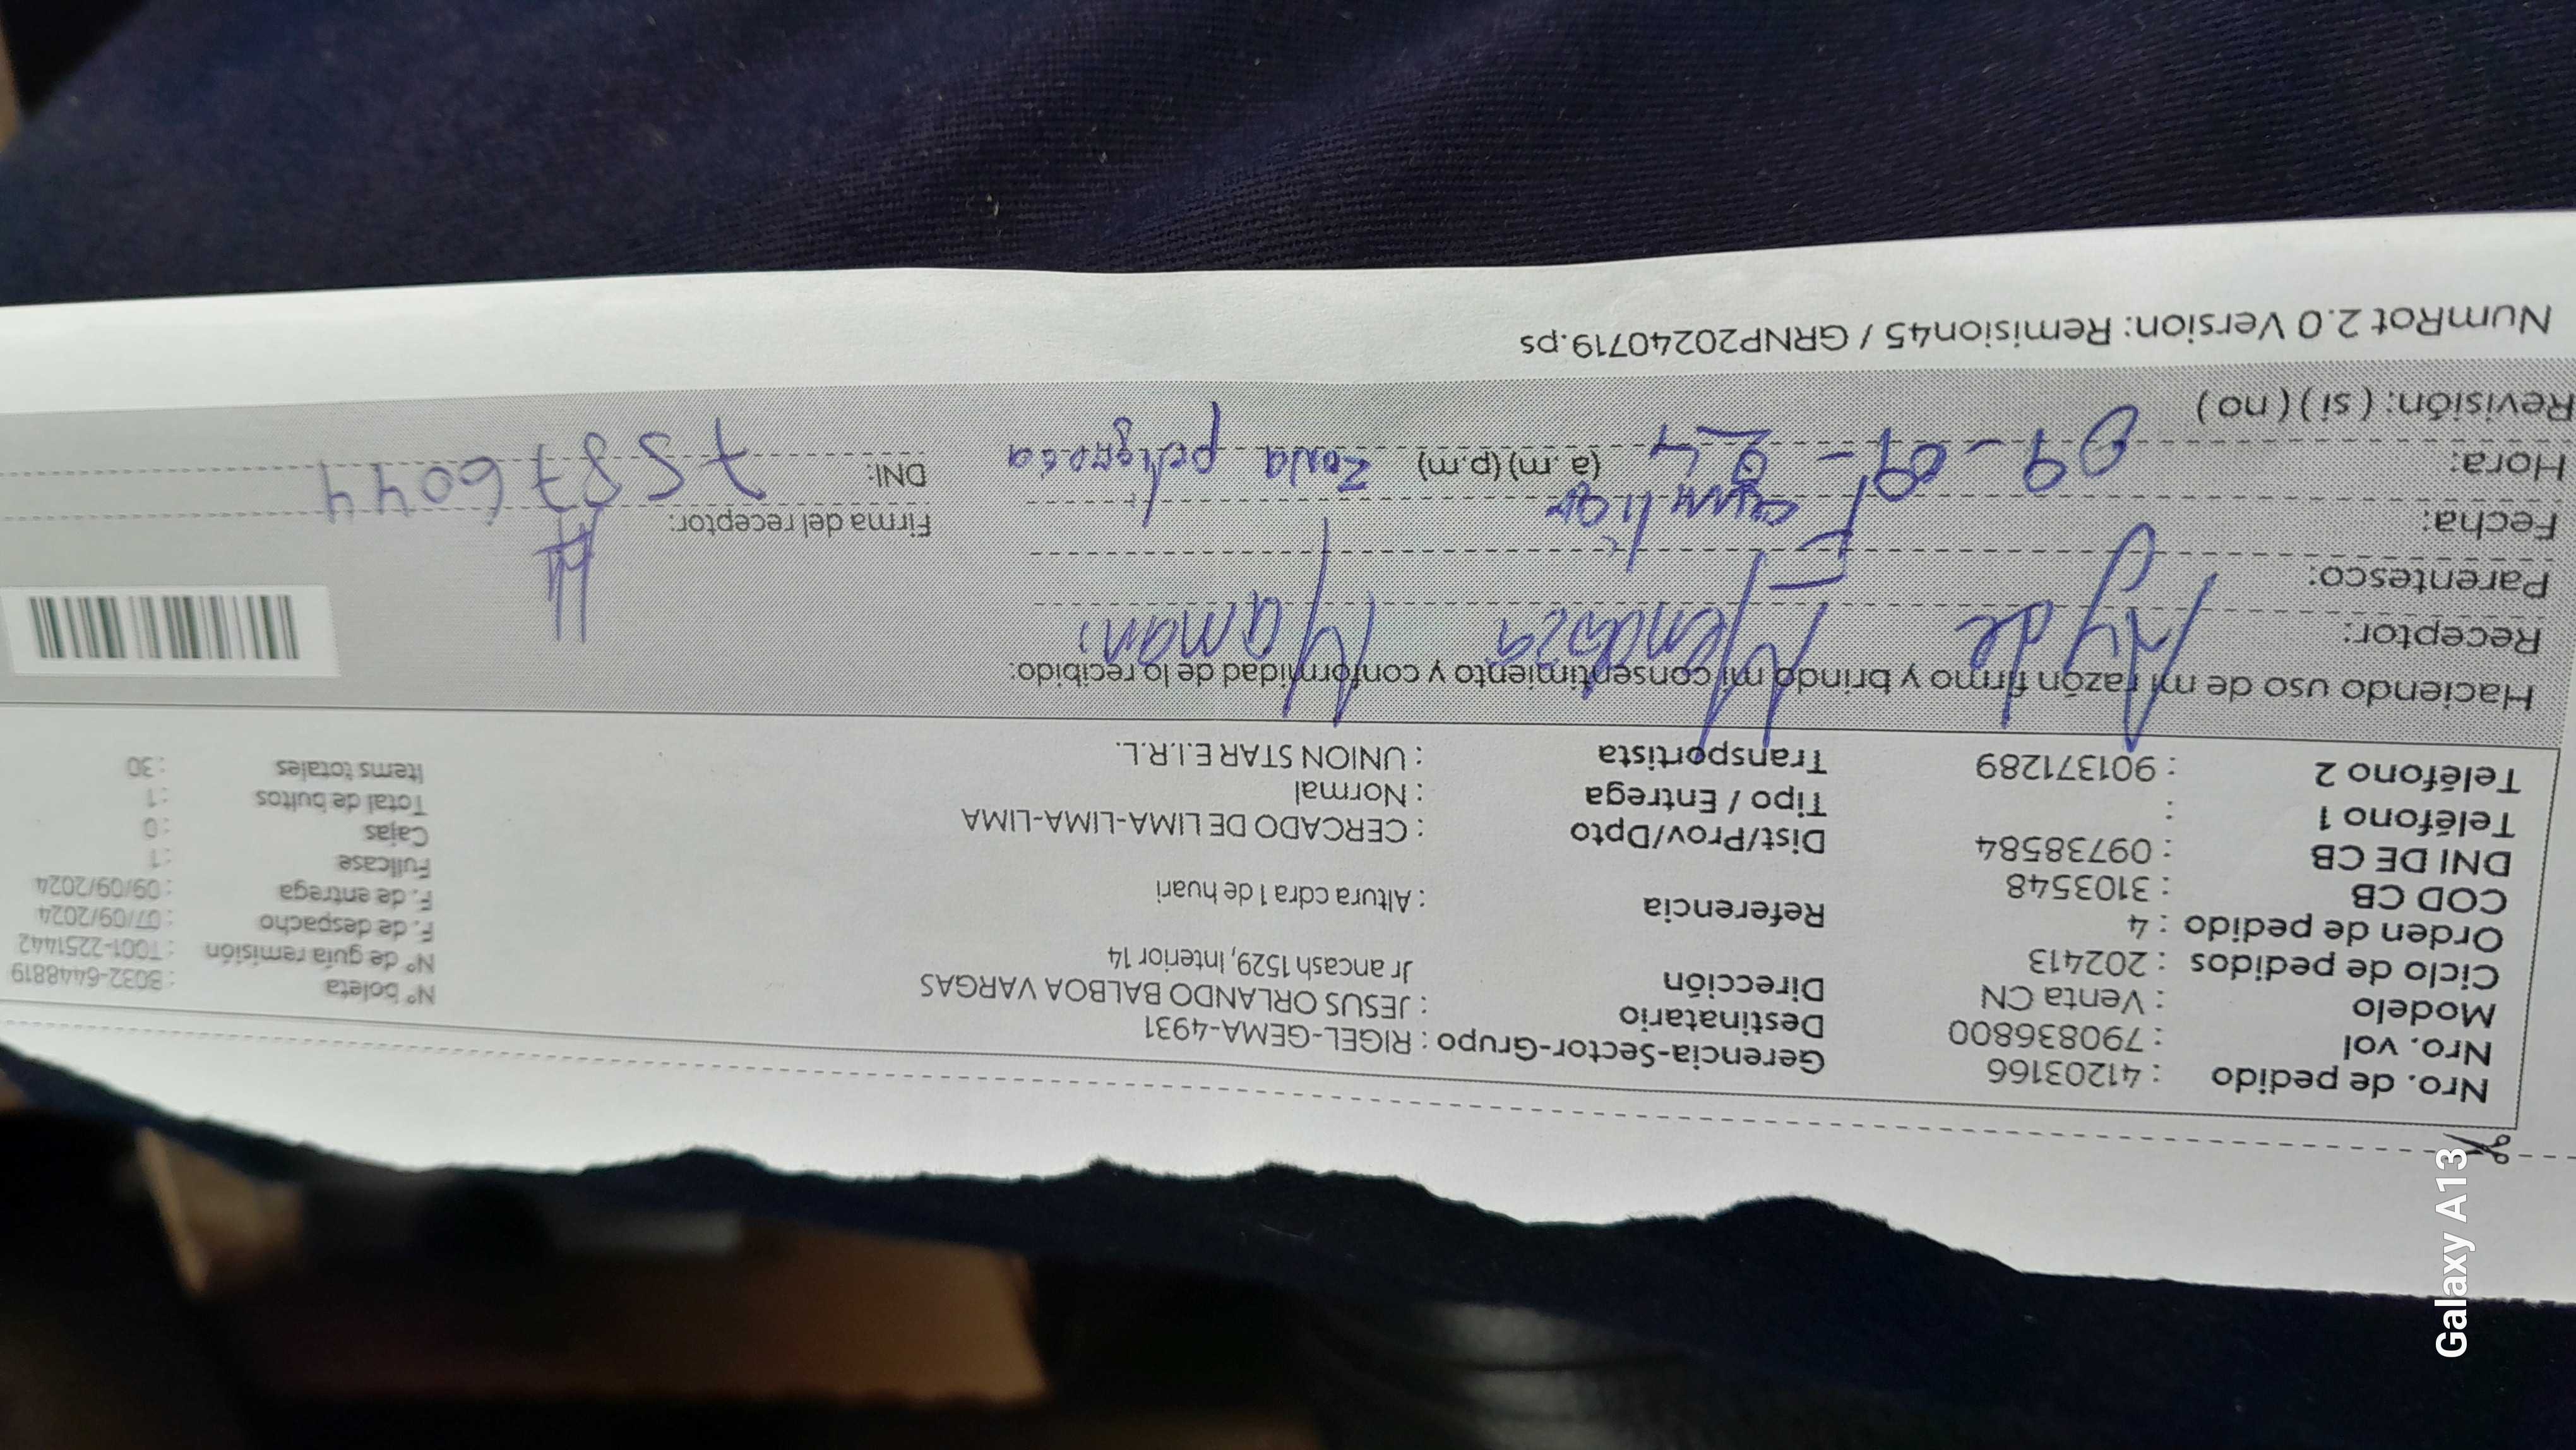 Nro. de pedido : 41203166
Nro. vol : 790836800
Modelo : Venta CN
Ciclo de pedidos : 202413
Orden de pedido : 4
COD CB : 3103548
DNI DE CB : 09738584
Teléfono 1 :
Teléfono 2 : 901371289
Gerencia-Sector-Grupo : RIGEL-GEMA-4931
Destinatario : JESUS ORLANDO BALBOA VARGAS
Dirección Jr ancash 1529, Interior 14
Referencia : Altura cdra 1 de huari
Dist/Prov/Dpto : CERCADO DE LIMA-LIMA-LIMA
Tipo / Entrega : Normal
Transportista : UNION STAR E.I.R.L.
N° boleta : B032-6448819
N° de guía remisión : T001-2251442
F. de despacho : 07/09/2024
F. de entrega : 09/09/2024
Fullcase : 1
Cajas : 0
Total de bultos : 1
Items totales : 30
Haciendo uso de mi razón firmo y brindo mi consentimiento y conformidad de lo recibido:
Receptor: Ayde Mendoza Mamani
Parentesco: Familiar
Fecha: 09-09-24
Hora: (a.m) (p.m) zona peligrosa
Revisión: ( si ) ( no )
Firma del receptor:
DNI: 75876044
NumRot 2.0 Version: Remision45 / GRNP20240719.ps
Galaxy A13